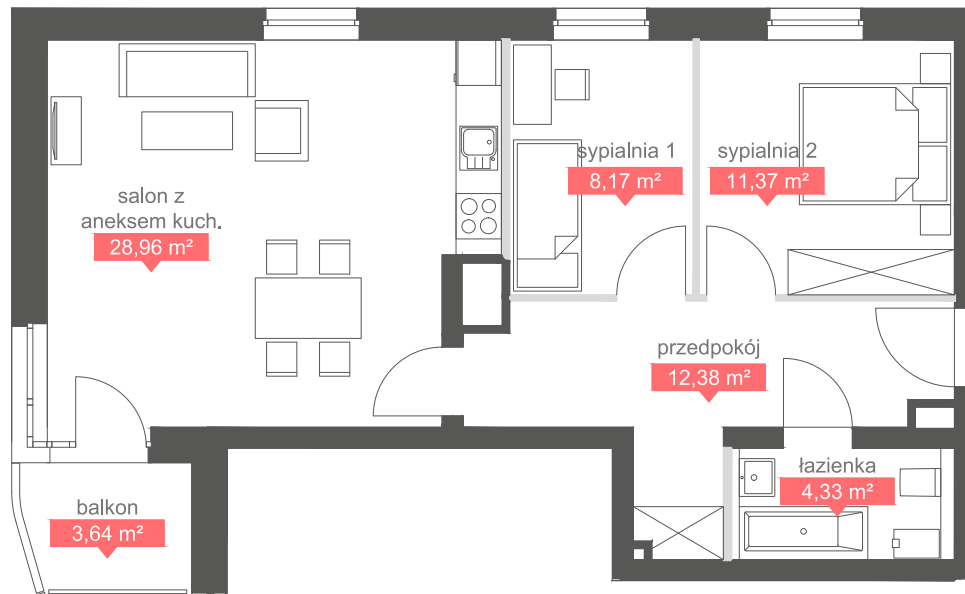 sypialnia 1
8,17 m²
sypialnia 2
11,37 m²
salon z
aneksem kuch.
28,96 m²
przedpokój
12,38 m²
łazienka
4,33 m²
balkon
3,64 m²